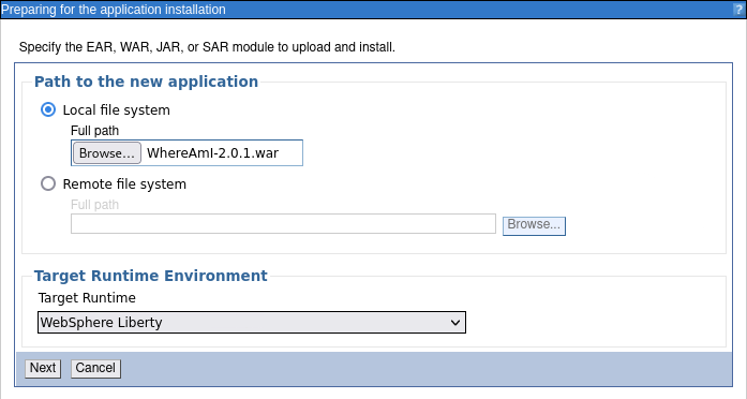 Preparing for the application installation ?
Specify the EAR, WAR, JAR, or SAR module to upload and install.
Path to the new application
Local file system
Full path
Browse... WhereAmI-2.0.1.war
Remote file system
Full path
Browse...
Target Runtime Environment
Target Runtime
WebSphere Liberty
Next Cancel